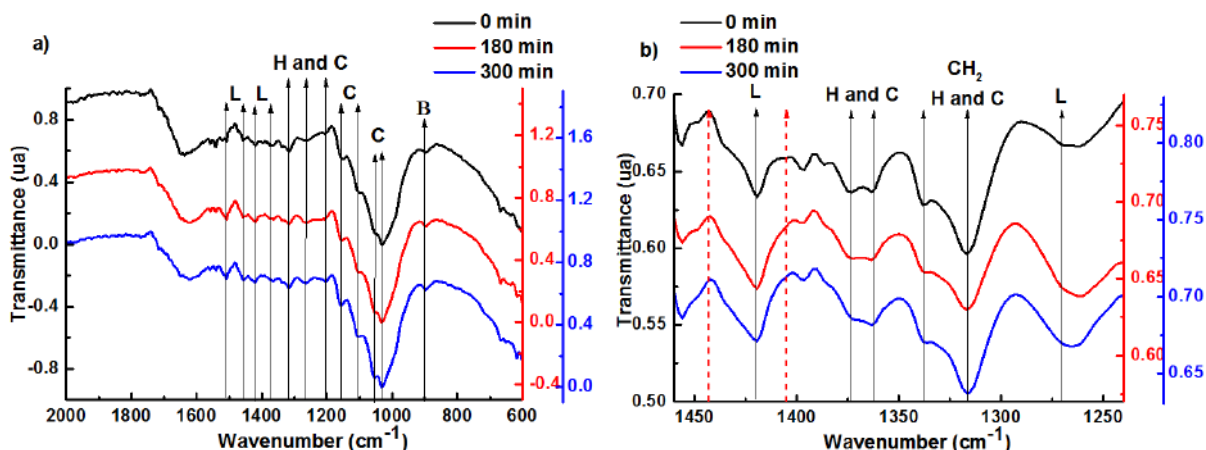 a)
0 min
180 min
300 min
H and C
L L
C
C
B
Transmittance (ua)
0.8
0.4
0.0
-0.4
-0.8
1.2
0.8
0.4
0.0
-0.4
1.6
1.2
0.8
0.4
0.0
2000 1800 1600 1400 1200 1000 800 600
Wavenumber (cm-1)
b)
0 min
180 min
300 min
CH2
L H and C H and C L
Transmittance (ua)
0.70
0.65
0.60
0.55
0.50
0.75
0.70
0.65
0.60
0.80
0.75
0.70
0.65
1450 1400 1350 1300 1250
Wavenumber (cm-1)